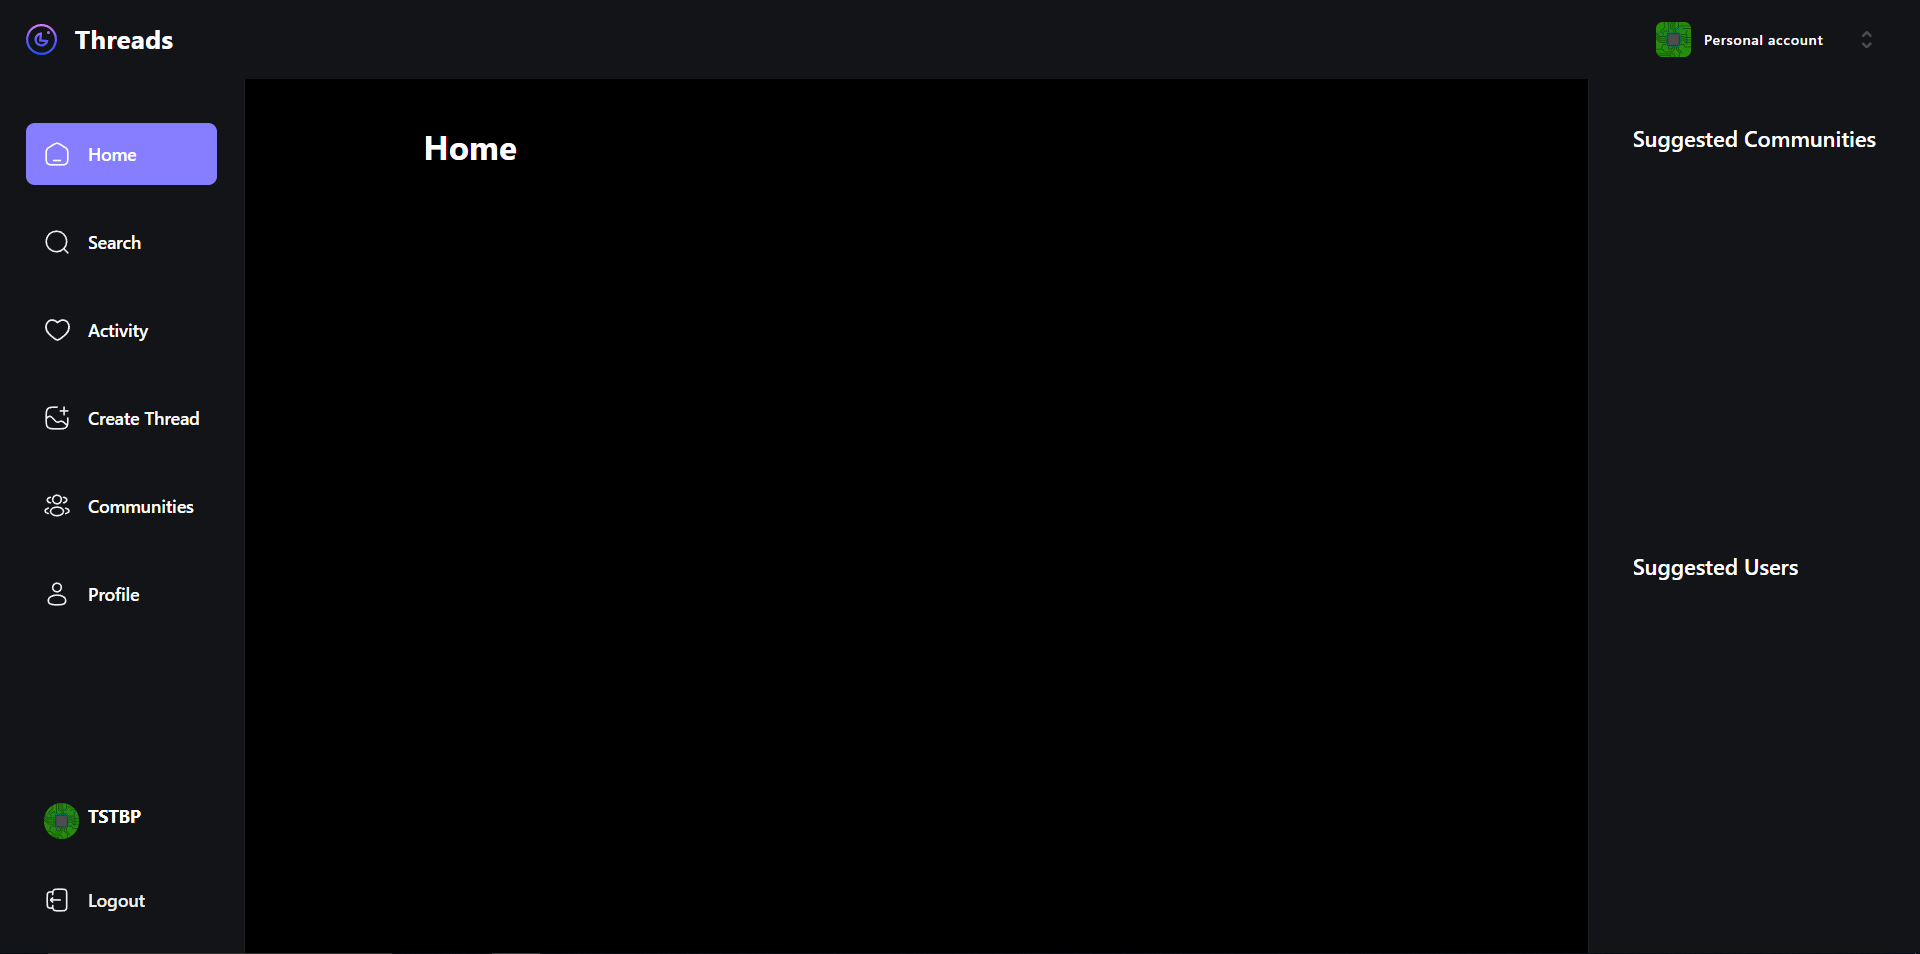 Threads
Personal account
Home
Search
Activity
Create Thread
Communities
Profile
TSTBP
Logout
Home
Suggested Communities
Suggested Users